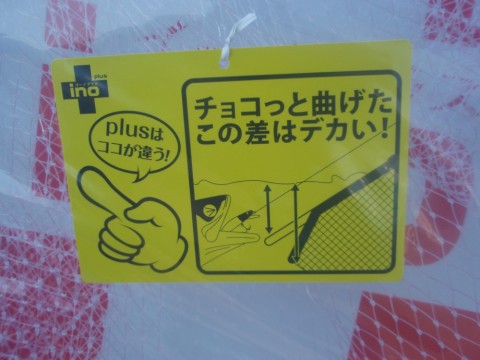 plus
ino
plusは
ココが違う!
チョコっと曲げた
この差はデカい!